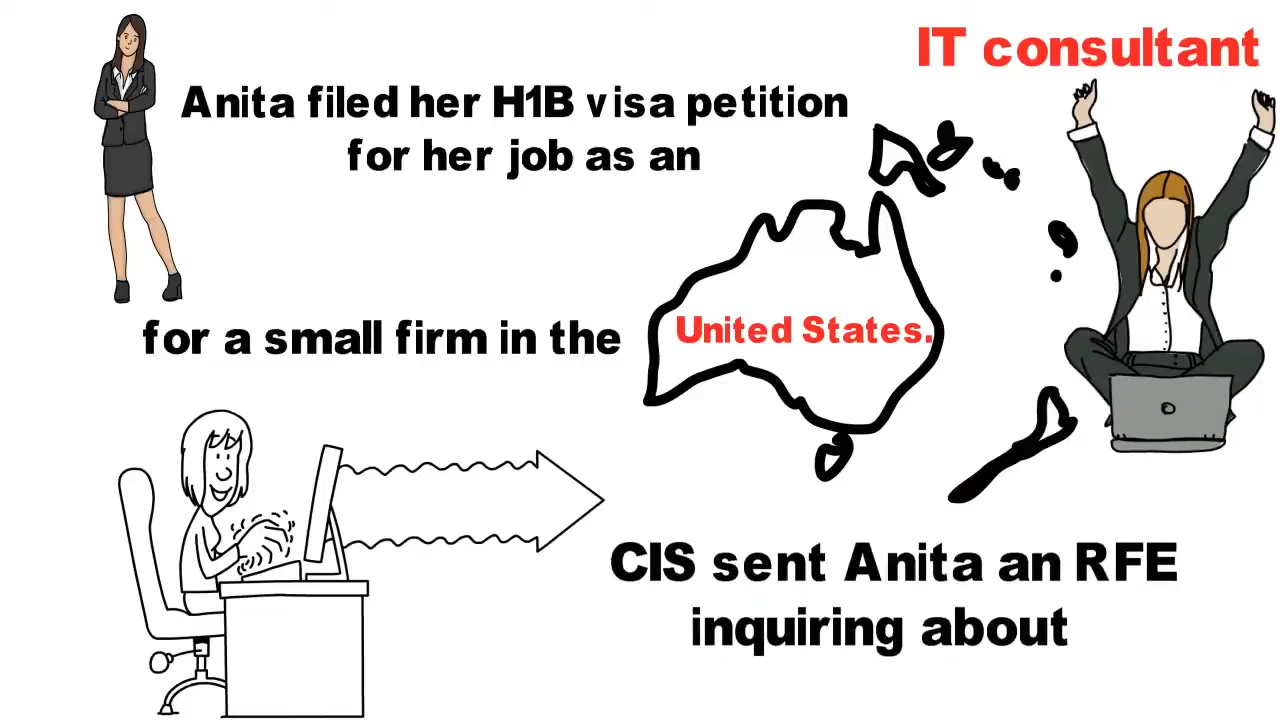 Anita filed her H1B visa petition
for her job as an
IT consultant
for a small firm in the
United States.
CIS sent Anita an RFE
inquiring about